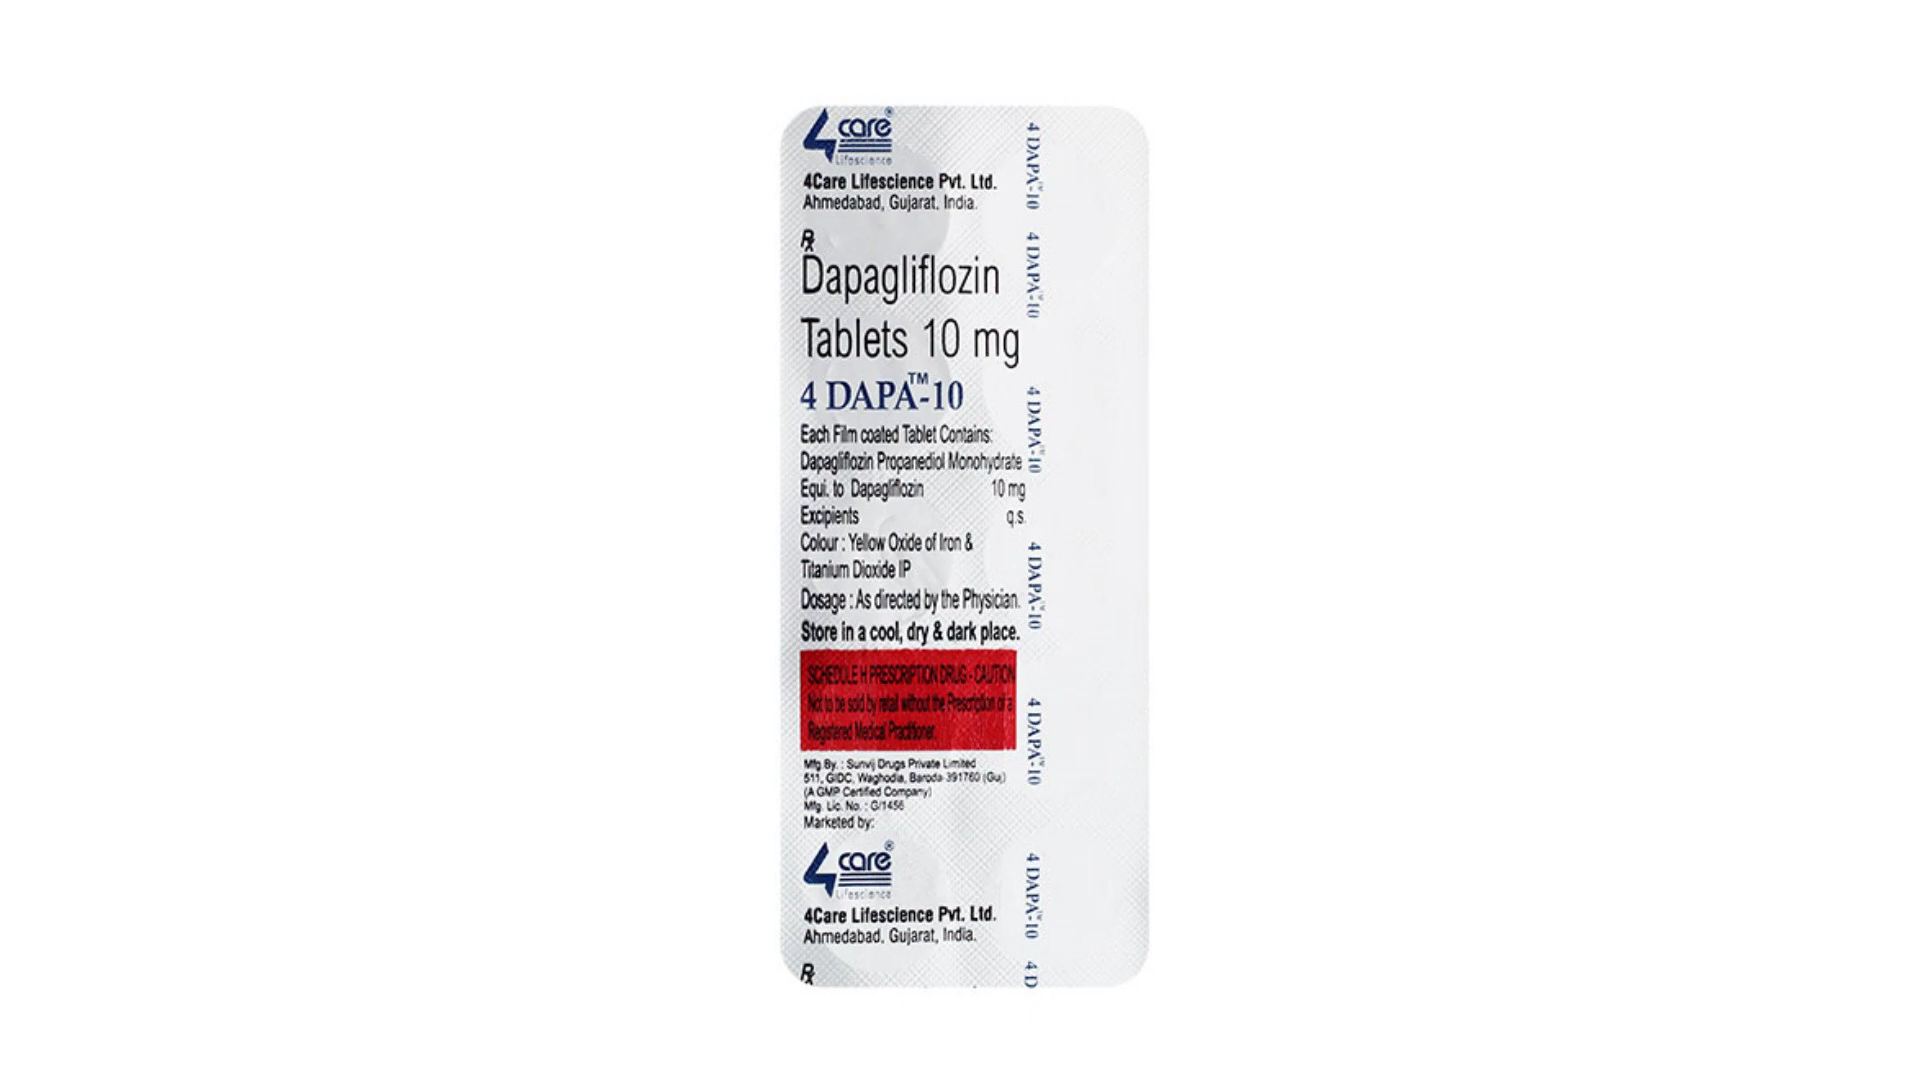 4 care®
Lifescience
4Care Lifescience Pvt. Ltd.
Ahmedabad, Gujarat, India.
℞
Dapagliflozin
Tablets 10 mg
4 DAPA™-10
Each Film coated Tablet Contains:
Dapagliflozin Propanediol Monohydrate
Equi. to Dapagliflozin 10 mg
Excipients q.s.
Colour : Yellow Oxide of Iron &
Titanium Dioxide IP
Dosage : As directed by the Physician.
Store in a cool, dry & dark place.
SCHEDULE H PRESCRIPTION DRUG - CAUTION
Not to be sold by retail without the Prescription of a
Registered Medical Practitioner.
Mfg By. : Sunvij Drugs Private Limited
511, GIDC, Waghodia, Baroda-391760 (Guj)
(A GMP Certified Company)
Mfg. Lic. No. : G/1456
Marketed by:
4 care®
Lifescience
4Care Lifescience Pvt. Ltd.
Ahmedabad, Gujarat, India.
℞
4 DAPA™-10
4 DAPA™-10
4 DAPA™-10
4 DAPA™-10
4 DAPA™-10
4 DAPA™-10
4 D